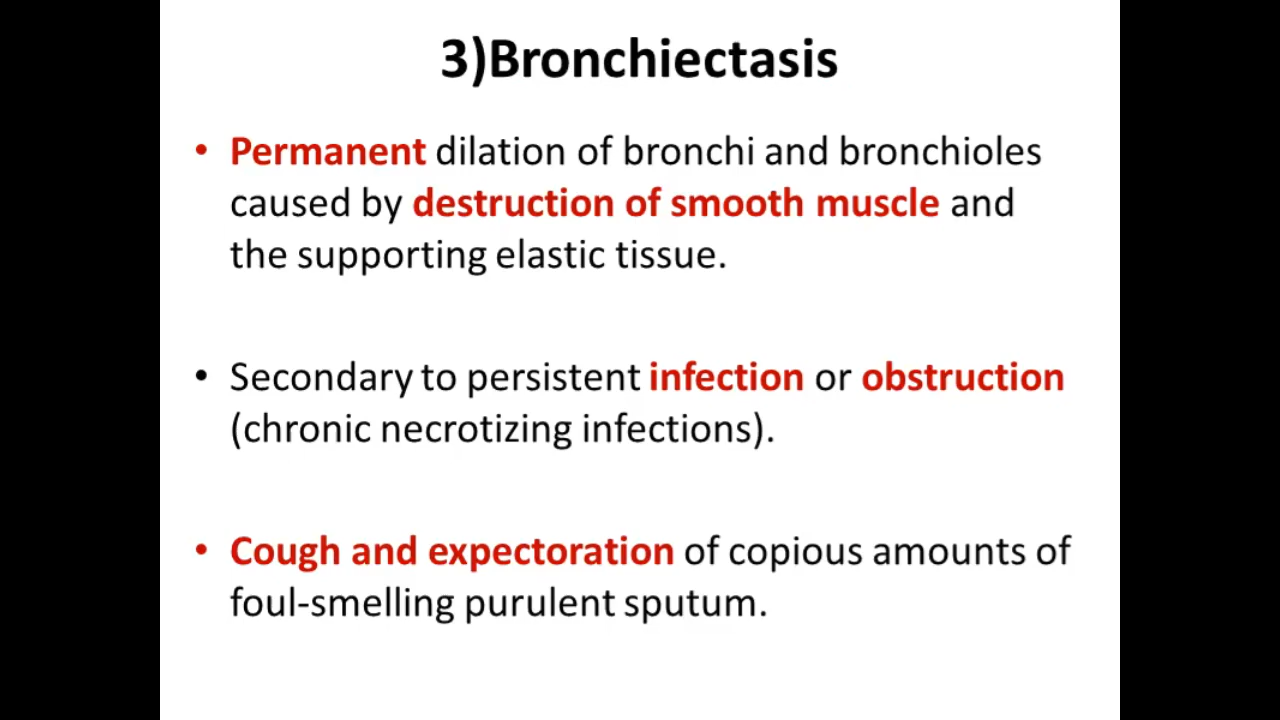 3)Bronchiectasis
• Permanent dilation of bronchi and bronchioles
caused by destruction of smooth muscle and
the supporting elastic tissue.
• Secondary to persistent infection or obstruction
(chronic necrotizing infections).
• Cough and expectoration of copious amounts of
foul-smelling purulent sputum.